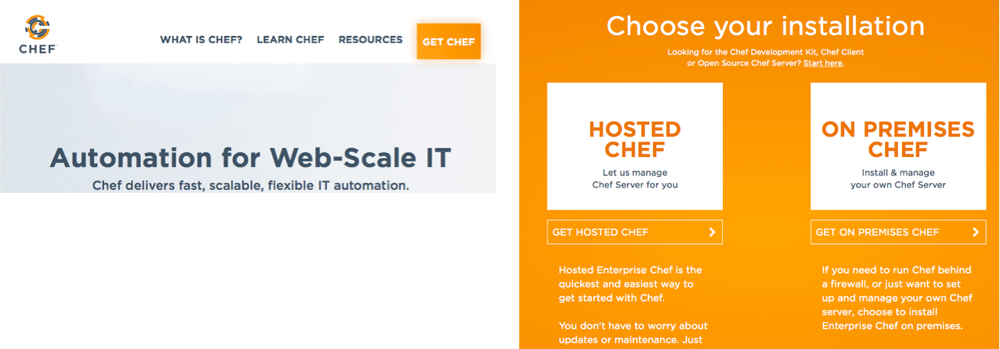 CHEF
WHAT IS CHEF?
LEARN CHEF
RESOURCES
GET CHEF
Automation for Web-Scale IT
Chef delivers fast, scalable, flexible IT automation.
Choose your installation
Looking for the Chef Development Kit, Chef Client
or Open Source Chef Server? Start here.
HOSTED
CHEF
Let us manage
Chef Server for you
GET HOSTED CHEF
Hosted Enterprise Chef is the
quickest and easiest way to
get started with Chef.
You don't have to worry about
updates or maintenance. Just
ON PREMISES
CHEF
Install & manage
your own Chef Server
GET ON PREMISES CHEF
If you need to run Chef behind
a firewall, or just want to set
up and manage your own Chef
server, choose to install
Enterprise Chef on premises.